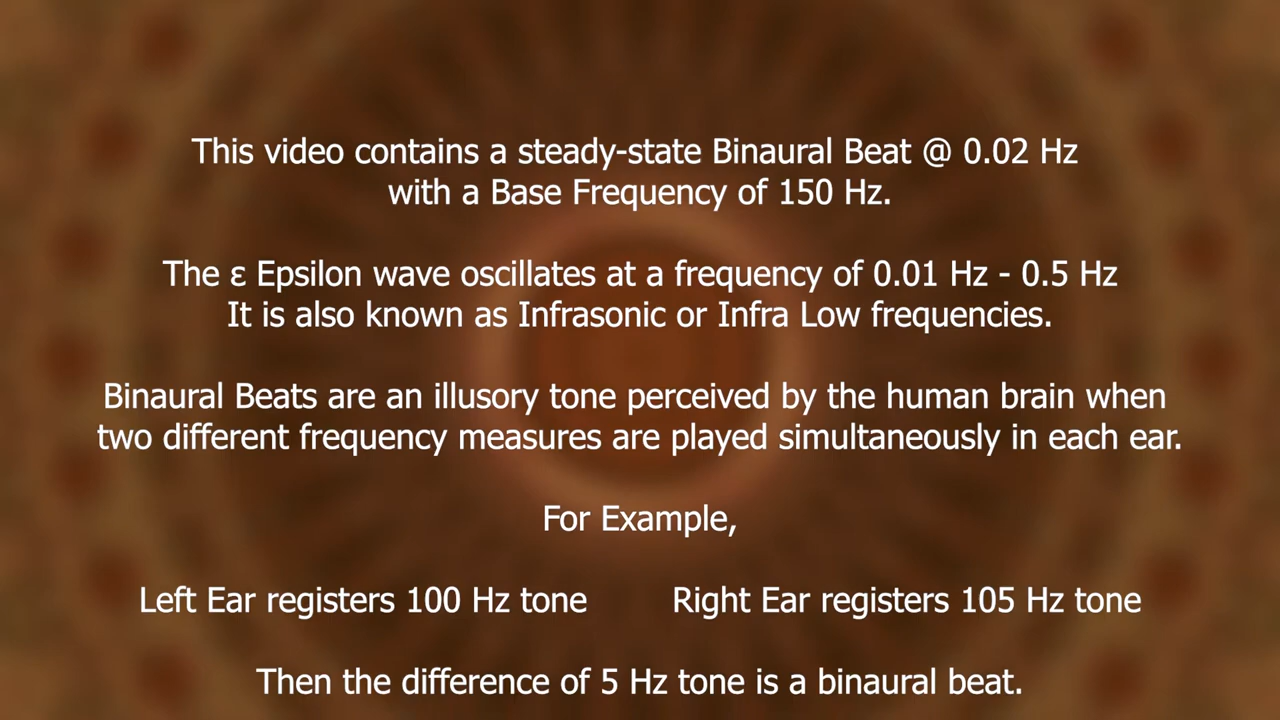 This video contains a steady-state Binaural Beat @ 0.02 Hz
with a Base Frequency of 150 Hz.
The ε Epsilon wave oscillates at a frequency of 0.01 Hz - 0.5 Hz
It is also known as Infrasonic or Infra Low frequencies.
Binaural Beats are an illusory tone perceived by the human brain when
two different frequency measures are played simultaneously in each ear.
For Example,
Left Ear registers 100 Hz tone Right Ear registers 105 Hz tone
Then the difference of 5 Hz tone is a binaural beat.